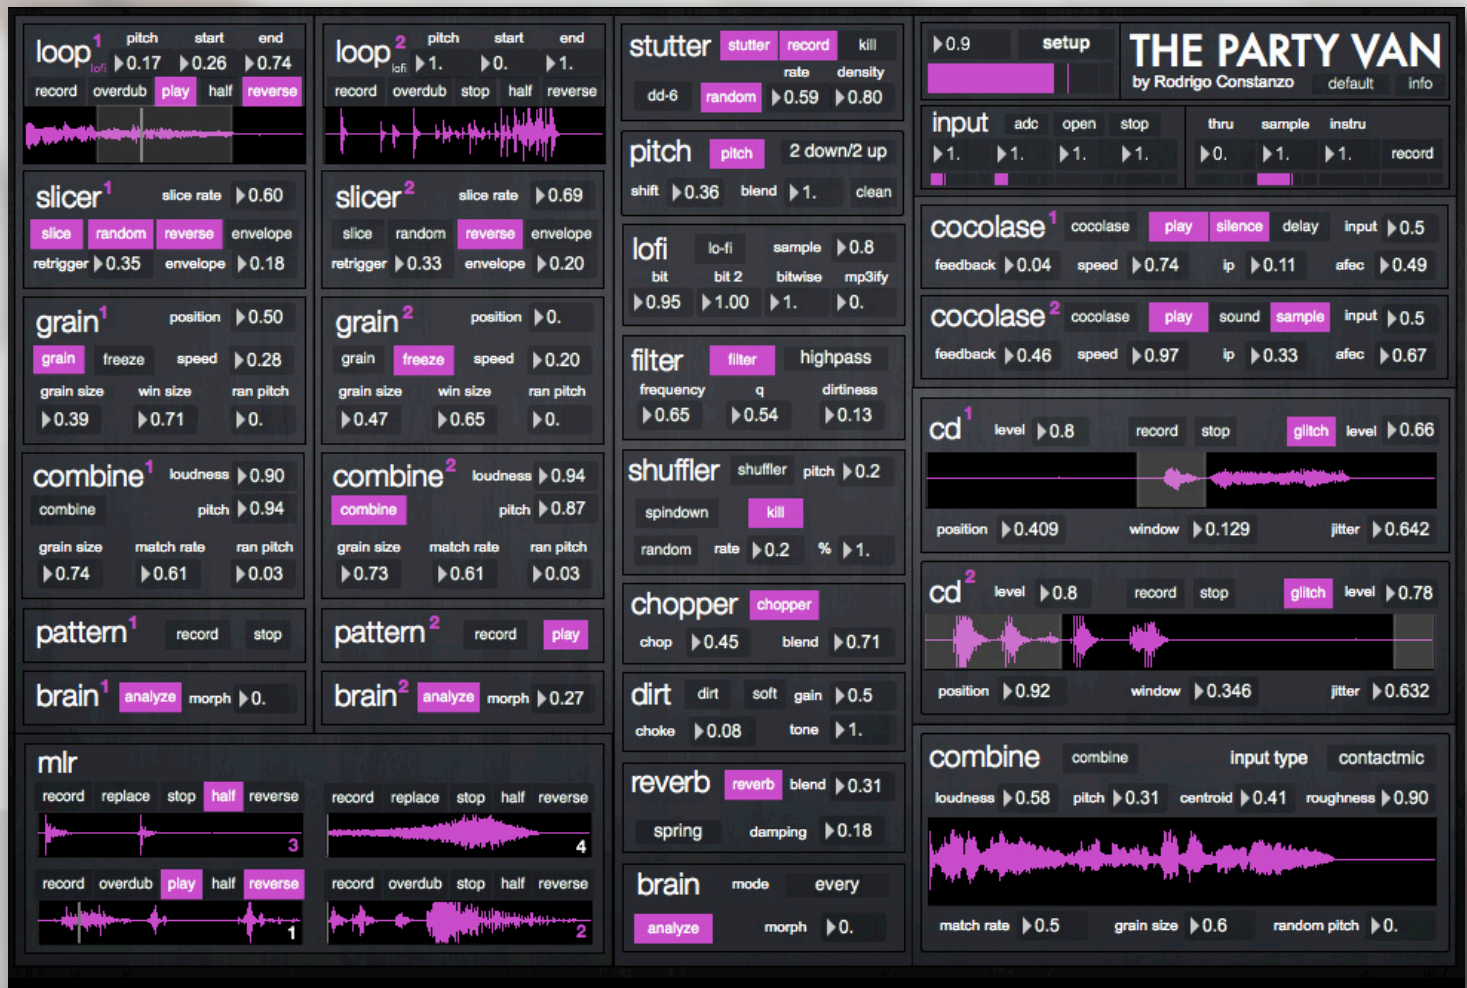 loop 1 pitch start end
lofi 0.17 0.26 0.74
record overdub play half reverse
slicer 1 slice rate 0.60
slice random reverse envelope
retrigger 0.35 envelope 0.18
grain 1 position 0.50
grain freeze speed 0.28
grain size win size ran pitch
0.39 0.71 0.
combine 1 loudness 0.90
combine pitch 0.94
grain size match rate ran pitch
0.74 0.61 0.03
pattern 1 record stop
brain 1 analyze morph 0.
loop 2 pitch start end
lofi 1. 0. 1.
record overdub stop half reverse
slicer 2 slice rate 0.69
slice random reverse envelope
retrigger 0.33 envelope 0.20
grain 2 position 0.
grain freeze speed 0.20
grain size win size ran pitch
0.47 0.65 0.
combine 2 loudness 0.94
combine pitch 0.87
grain size match rate ran pitch
0.73 0.61 0.03
pattern 2 record play
brain 2 analyze morph 0.27
mlr
record replace stop half reverse
3
record replace stop half reverse
4
record overdub play half reverse
1
record overdub stop half reverse
2
stutter stutter record kill
rate density
dd-6 random 0.59 0.80
pitch pitch 2 down/2 up
shift 0.36 blend 1. clean
lofi lo-fi sample 0.8
bit bit 2 bitwise mp3ify
0.95 1.00 1. 0.
filter filter highpass
frequency q dirtiness
0.65 0.54 0.13
shuffler shuffler pitch 0.2
spindown kill
random rate 0.2 % 1.
chopper chopper
chop 0.45 blend 0.71
dirt dirt soft gain 0.5
choke 0.08 tone 1.
reverb reverb blend 0.31
spring damping 0.18
brain mode every
analyze morph 0.
0.9 setup
THE PARTY VAN
by Rodrigo Constanzo default info
input adc open stop
1. 1. 1. 1.
thru sample instru
0. 1. 1. record
cocolase 1 cocolase play silence delay input 0.5
feedback 0.04 speed 0.74 ip 0.11 afec 0.49
cocolase 2 cocolase play sound sample input 0.5
feedback 0.46 speed 0.97 ip 0.33 afec 0.67
cd 1 level 0.8 record stop glitch level 0.66
position 0.409 window 0.129 jitter 0.642
cd 2 level 0.8 record stop glitch level 0.78
position 0.92 window 0.346 jitter 0.632
combine combine input type contactmic
loudness 0.58 pitch 0.31 centroid 0.41 roughness 0.90
match rate 0.5 grain size 0.6 random pitch 0.